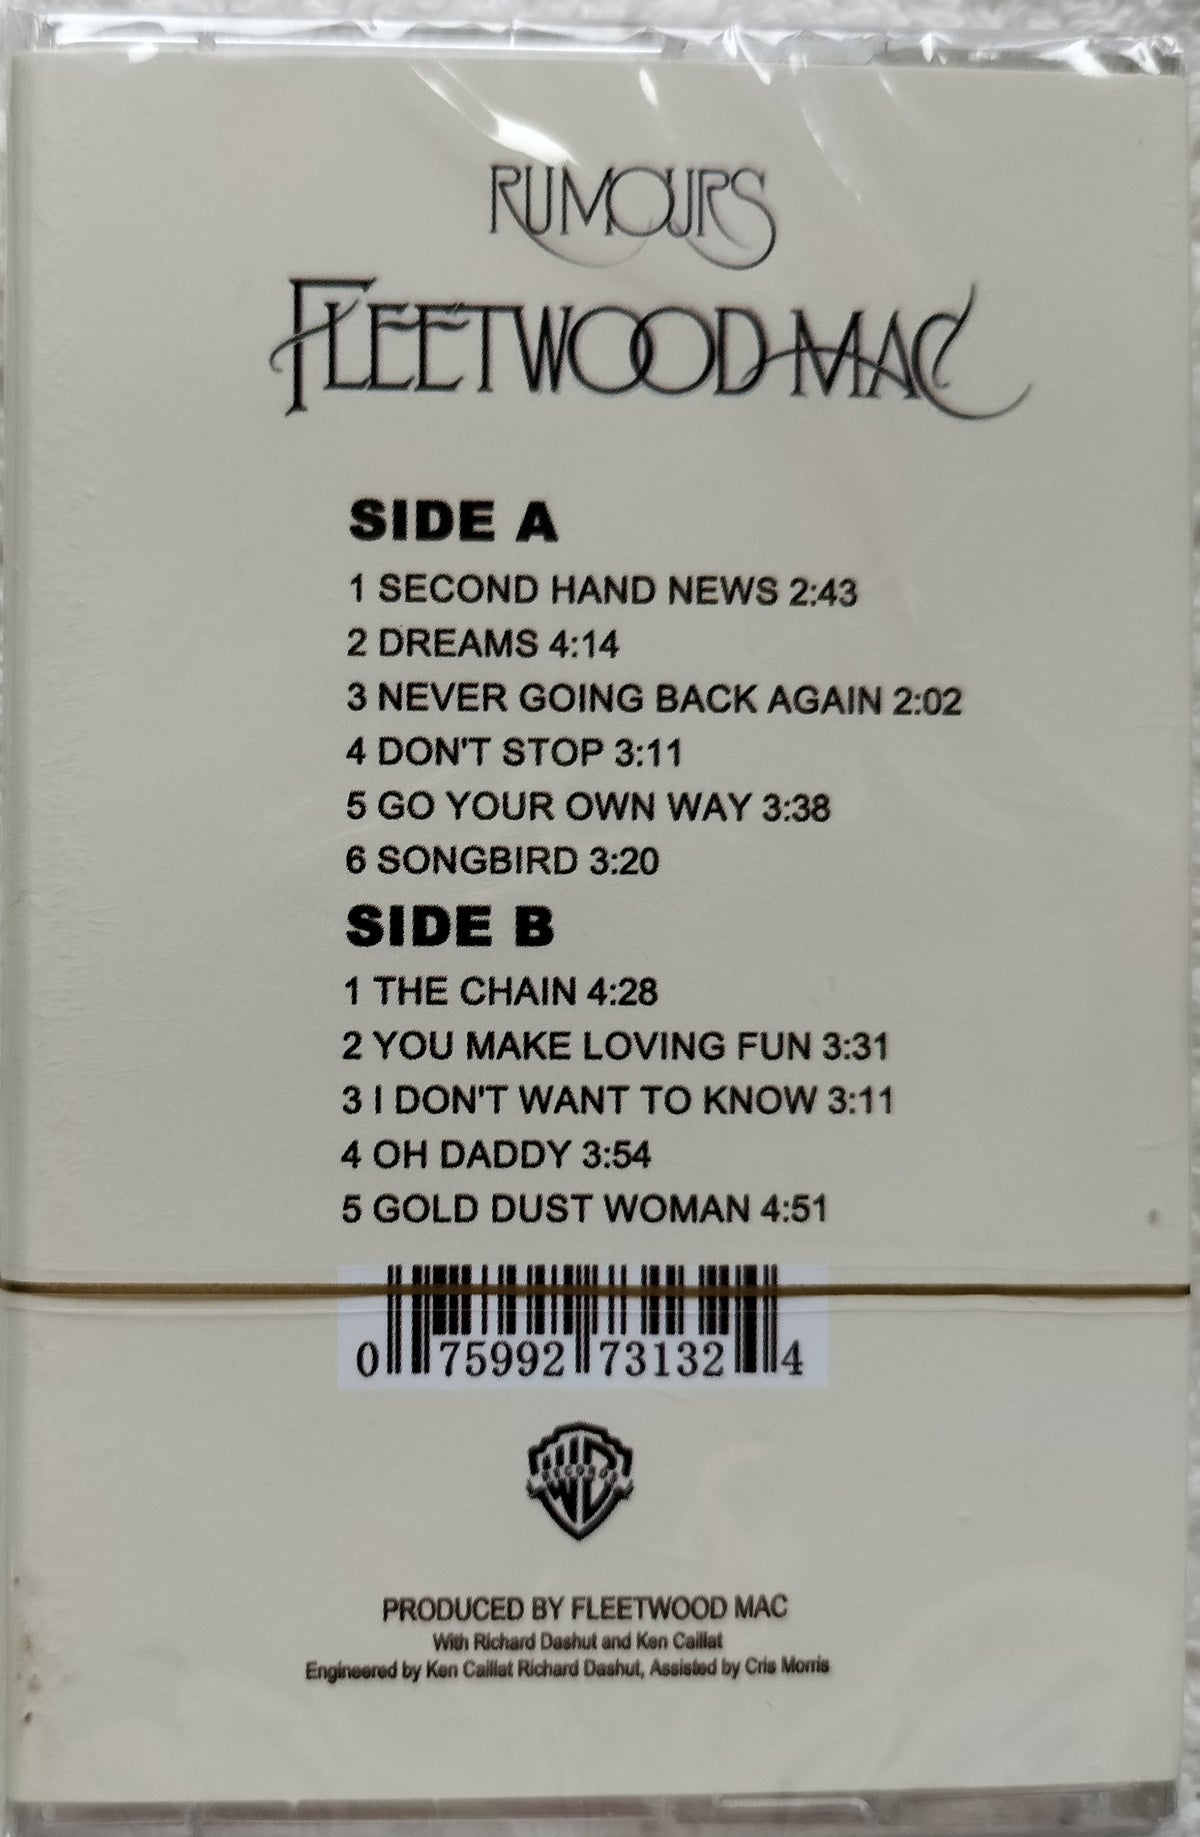 RUMOURS
FLEETWOOD MAC
SIDE A
1 SECOND HAND NEWS 2:43
2 DREAMS 4:14
3 NEVER GOING BACK AGAIN 2:02
4 DON'T STOP 3:11
5 GO YOUR OWN WAY 3:38
6 SONGBIRD 3:20
SIDE B
1 THE CHAIN 4:28
2 YOU MAKE LOVING FUN 3:31
3 I DON'T WANT TO KNOW 3:11
4 OH DADDY 3:54
5 GOLD DUST WOMAN 4:51
0 75992 73132 4
RECORDS
PRODUCED BY FLEETWOOD MAC
With Richard Dashut and Ken Caillat
Engineered by Ken Caillat Richard Dashut, Assisted by Cris Morris